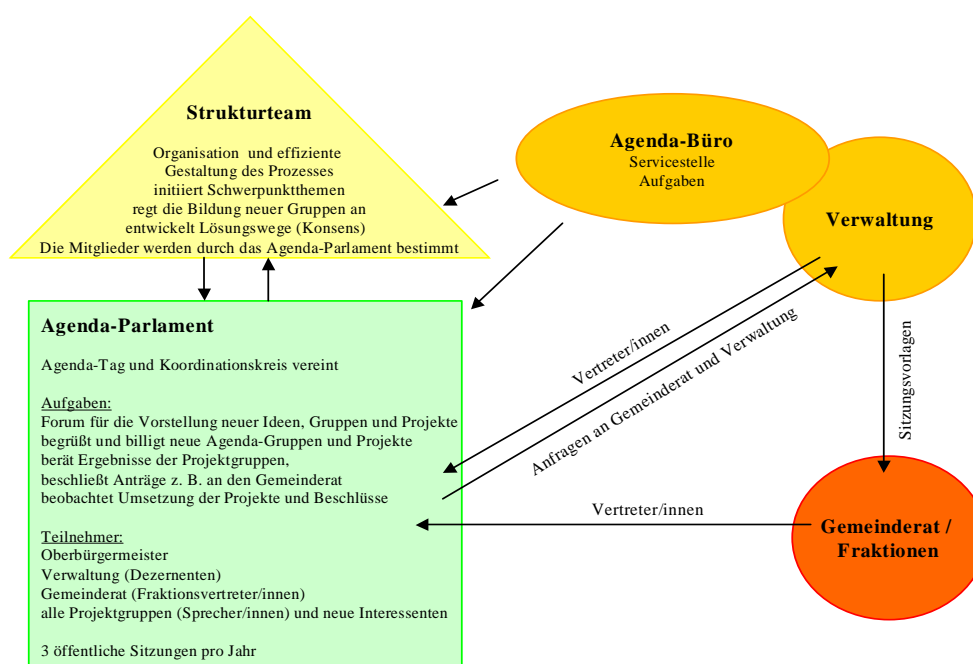 Strukturteam
Organisation und effiziente
Gestaltung des Prozesses
initiiert Schwerpunktthemen
regt die Bildung neuer Gruppen an
entwickelt Lösungswege (Konsens)
Die Mitglieder werden durch das Agenda-Parlament bestimmt
Agenda-Büro
Servicestelle
Aufgaben
Verwaltung
Agenda-Parlament
Agenda-Tag und Koordinationskreis vereint
Aufgaben:
Forum für die Vorstellung neuer Ideen, Gruppen und Projekte
begrüßt und billigt neue Agenda-Gruppen und Projekte
berät Ergebnisse der Projektgruppen,
beschließt Anträge z. B. an den Gemeinderat
beobachtet Umsetzung der Projekte und Beschlüsse
Teilnehmer:
Oberbürgermeister
Verwaltung (Dezernenten)
Gemeinderat (Fraktionsvertreter/innen)
alle Projektgruppen (Sprecher/innen) und neue Interessenten
3 öffentliche Sitzungen pro Jahr
Vertreter/innen
Anfragen an Gemeinderat und Verwaltung
Sitzungsvorlagen
Vertreter/innen
Gemeinderat /
Fraktionen